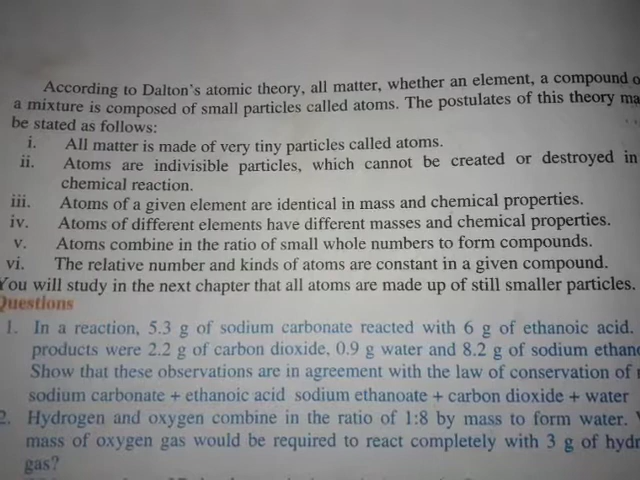 According to Dalton's atomic theory, all matter, whether an element, a compound
a mixture is composed of small particles called atoms. The postulates of this theory
be stated as follows:
i. All matter is made of very tiny particles called atoms.
ii. Atoms are indivisible particles, which cannot be created or destroyed in
chemical reaction.
iii. Atoms of a given element are identical in mass and chemical properties.
iv. Atoms of different elements have different masses and chemical properties.
v. Atoms combine in the ratio of small whole numbers to form compounds.
vi. The relative number and kinds of atoms are constant in a given compound.
You will study in the next chapter that all atoms are made up of still smaller particles.
Questions
1. In a reaction, 5.3 g of sodium carbonate reacted with 6 g of ethanoic acid.
products were 2.2 g of carbon dioxide, 0.9 g water and 8.2 g of sodium
Show that these observations are in agreement with the law of conservation of
sodium carbonate + ethanoic acid sodium ethanoate + carbon dioxide + water
2. Hydrogen and oxygen combine in the ratio of 1:8 by mass to form water.
mass of oxygen gas would be required to react completely with 3 g of
gas?